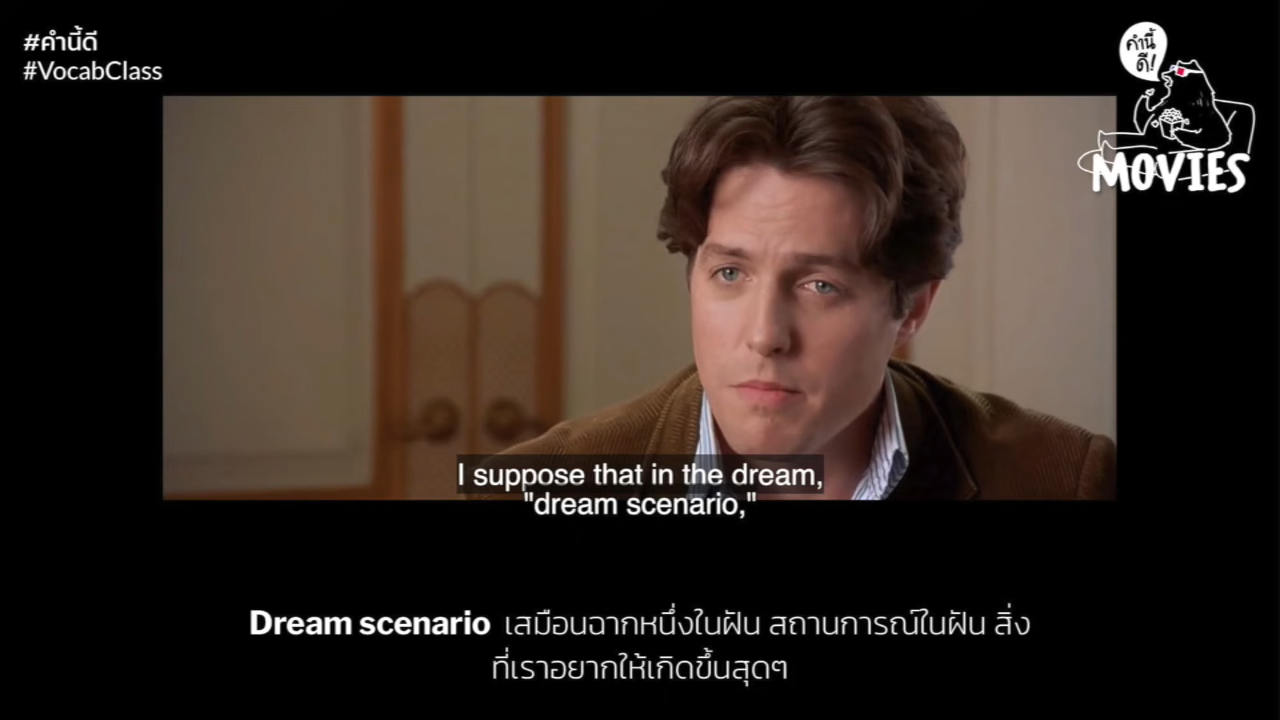 #คำนี้ดี
#VocabClass
คำนี้
ดี!
MOVIES
I suppose that in the dream,
"dream scenario,"
Dream scenario เสมือนฉากหนึ่งในฝัน สถานการณ์ในฝัน สิ่ง
ที่เราอยากให้เกิดขึ้นสุดๆ